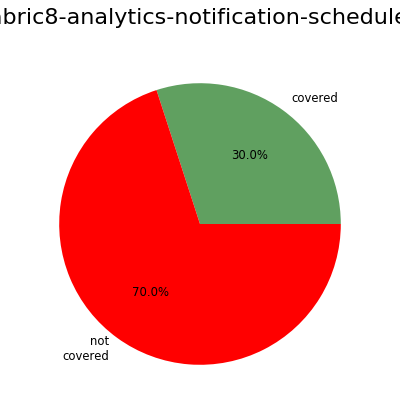 abric8-analytics-notification-schedule
covered
30.0%
70.0%
not
covered